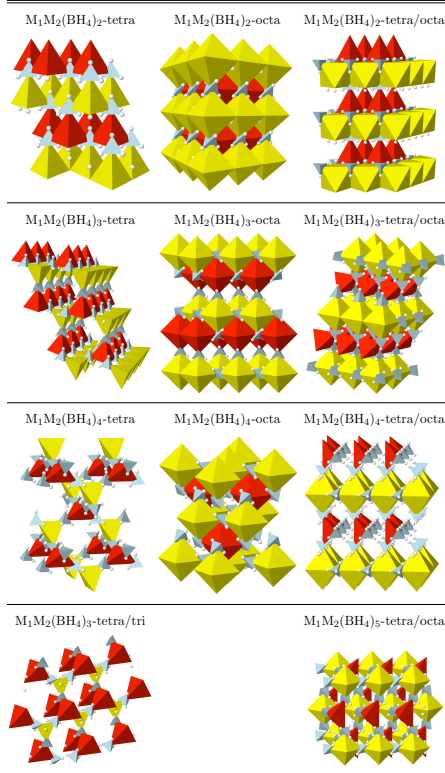 M₁M₂(BH₄)₂-tetra M₁M₂(BH₄)₂-octa M₁M₂(BH₄)₂-tetra/octa
M₁M₂(BH₄)₃-tetra M₁M₂(BH₄)₃-octa M₁M₂(BH₄)₃-tetra/octa
M₁M₂(BH₄)₄-tetra M₁M₂(BH₄)₄-octa M₁M₂(BH₄)₄-tetra/octa
M₁M₂(BH₄)₃-tetra/tri M₁M₂(BH₄)₅-tetra/octa